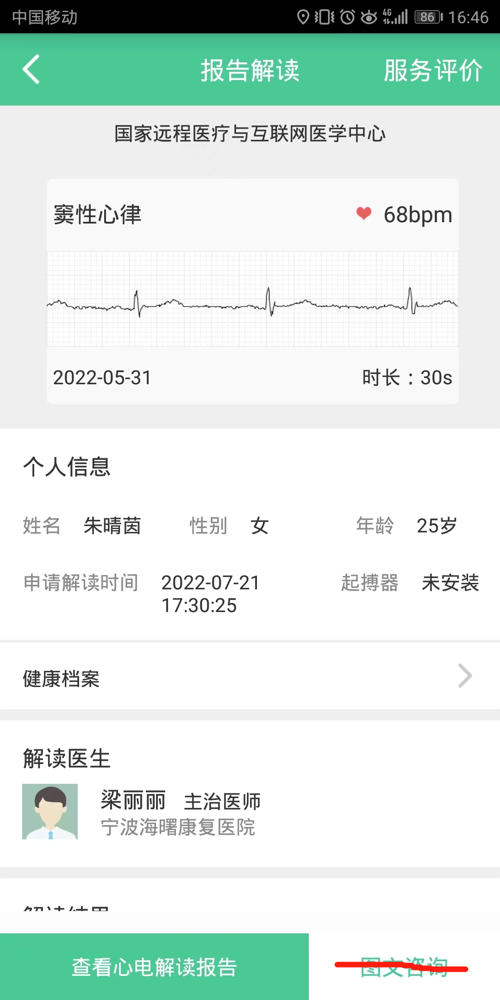 中国移动 4G 86 16:46
报告解读 服务评价
国家远程医疗与互联网医学中心
窦性心律 68bpm
2022-05-31 时长：30s
个人信息
姓名 朱晴茵 性别 女 年龄 25岁
申请解读时间 2022-07-21 起搏器 未安装
17:30:25
健康档案
解读医生
梁丽丽 主治医师
宁波海曙康复医院
解读结果
查看心电解读报告 图文咨询